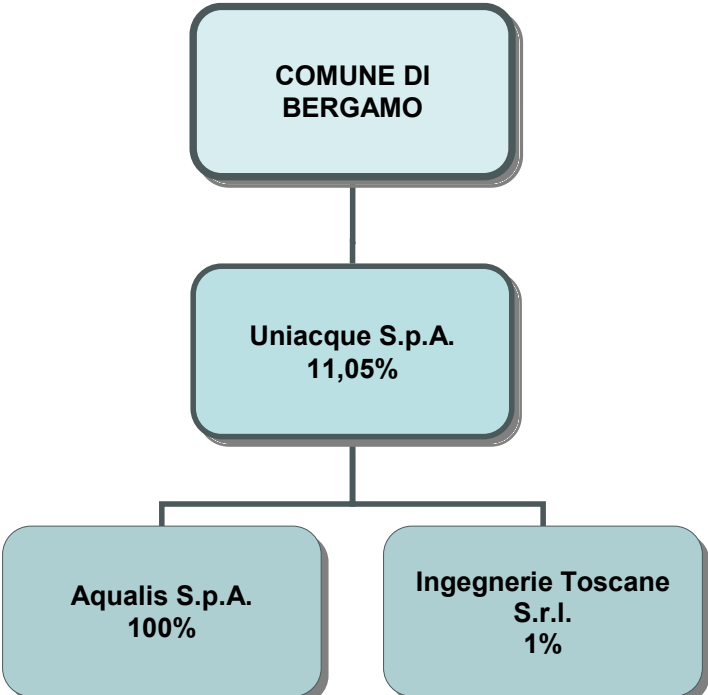 COMUNE DI
BERGAMO
Uniacque S.p.A.
11,05%
Aqualis S.p.A.
100%
Ingegnerie Toscane
S.r.l.
1%